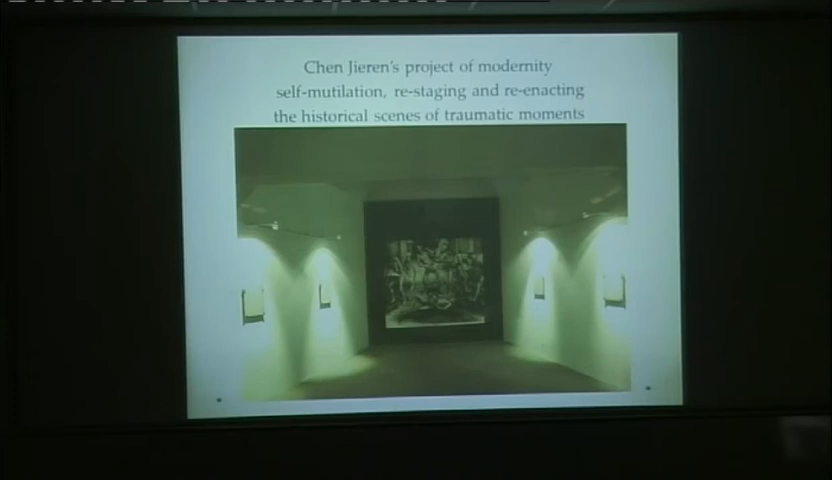 Chen Jieren's project of modernity
self-mutilation, re-staging and re-enacting
the historical scenes of traumatic moments